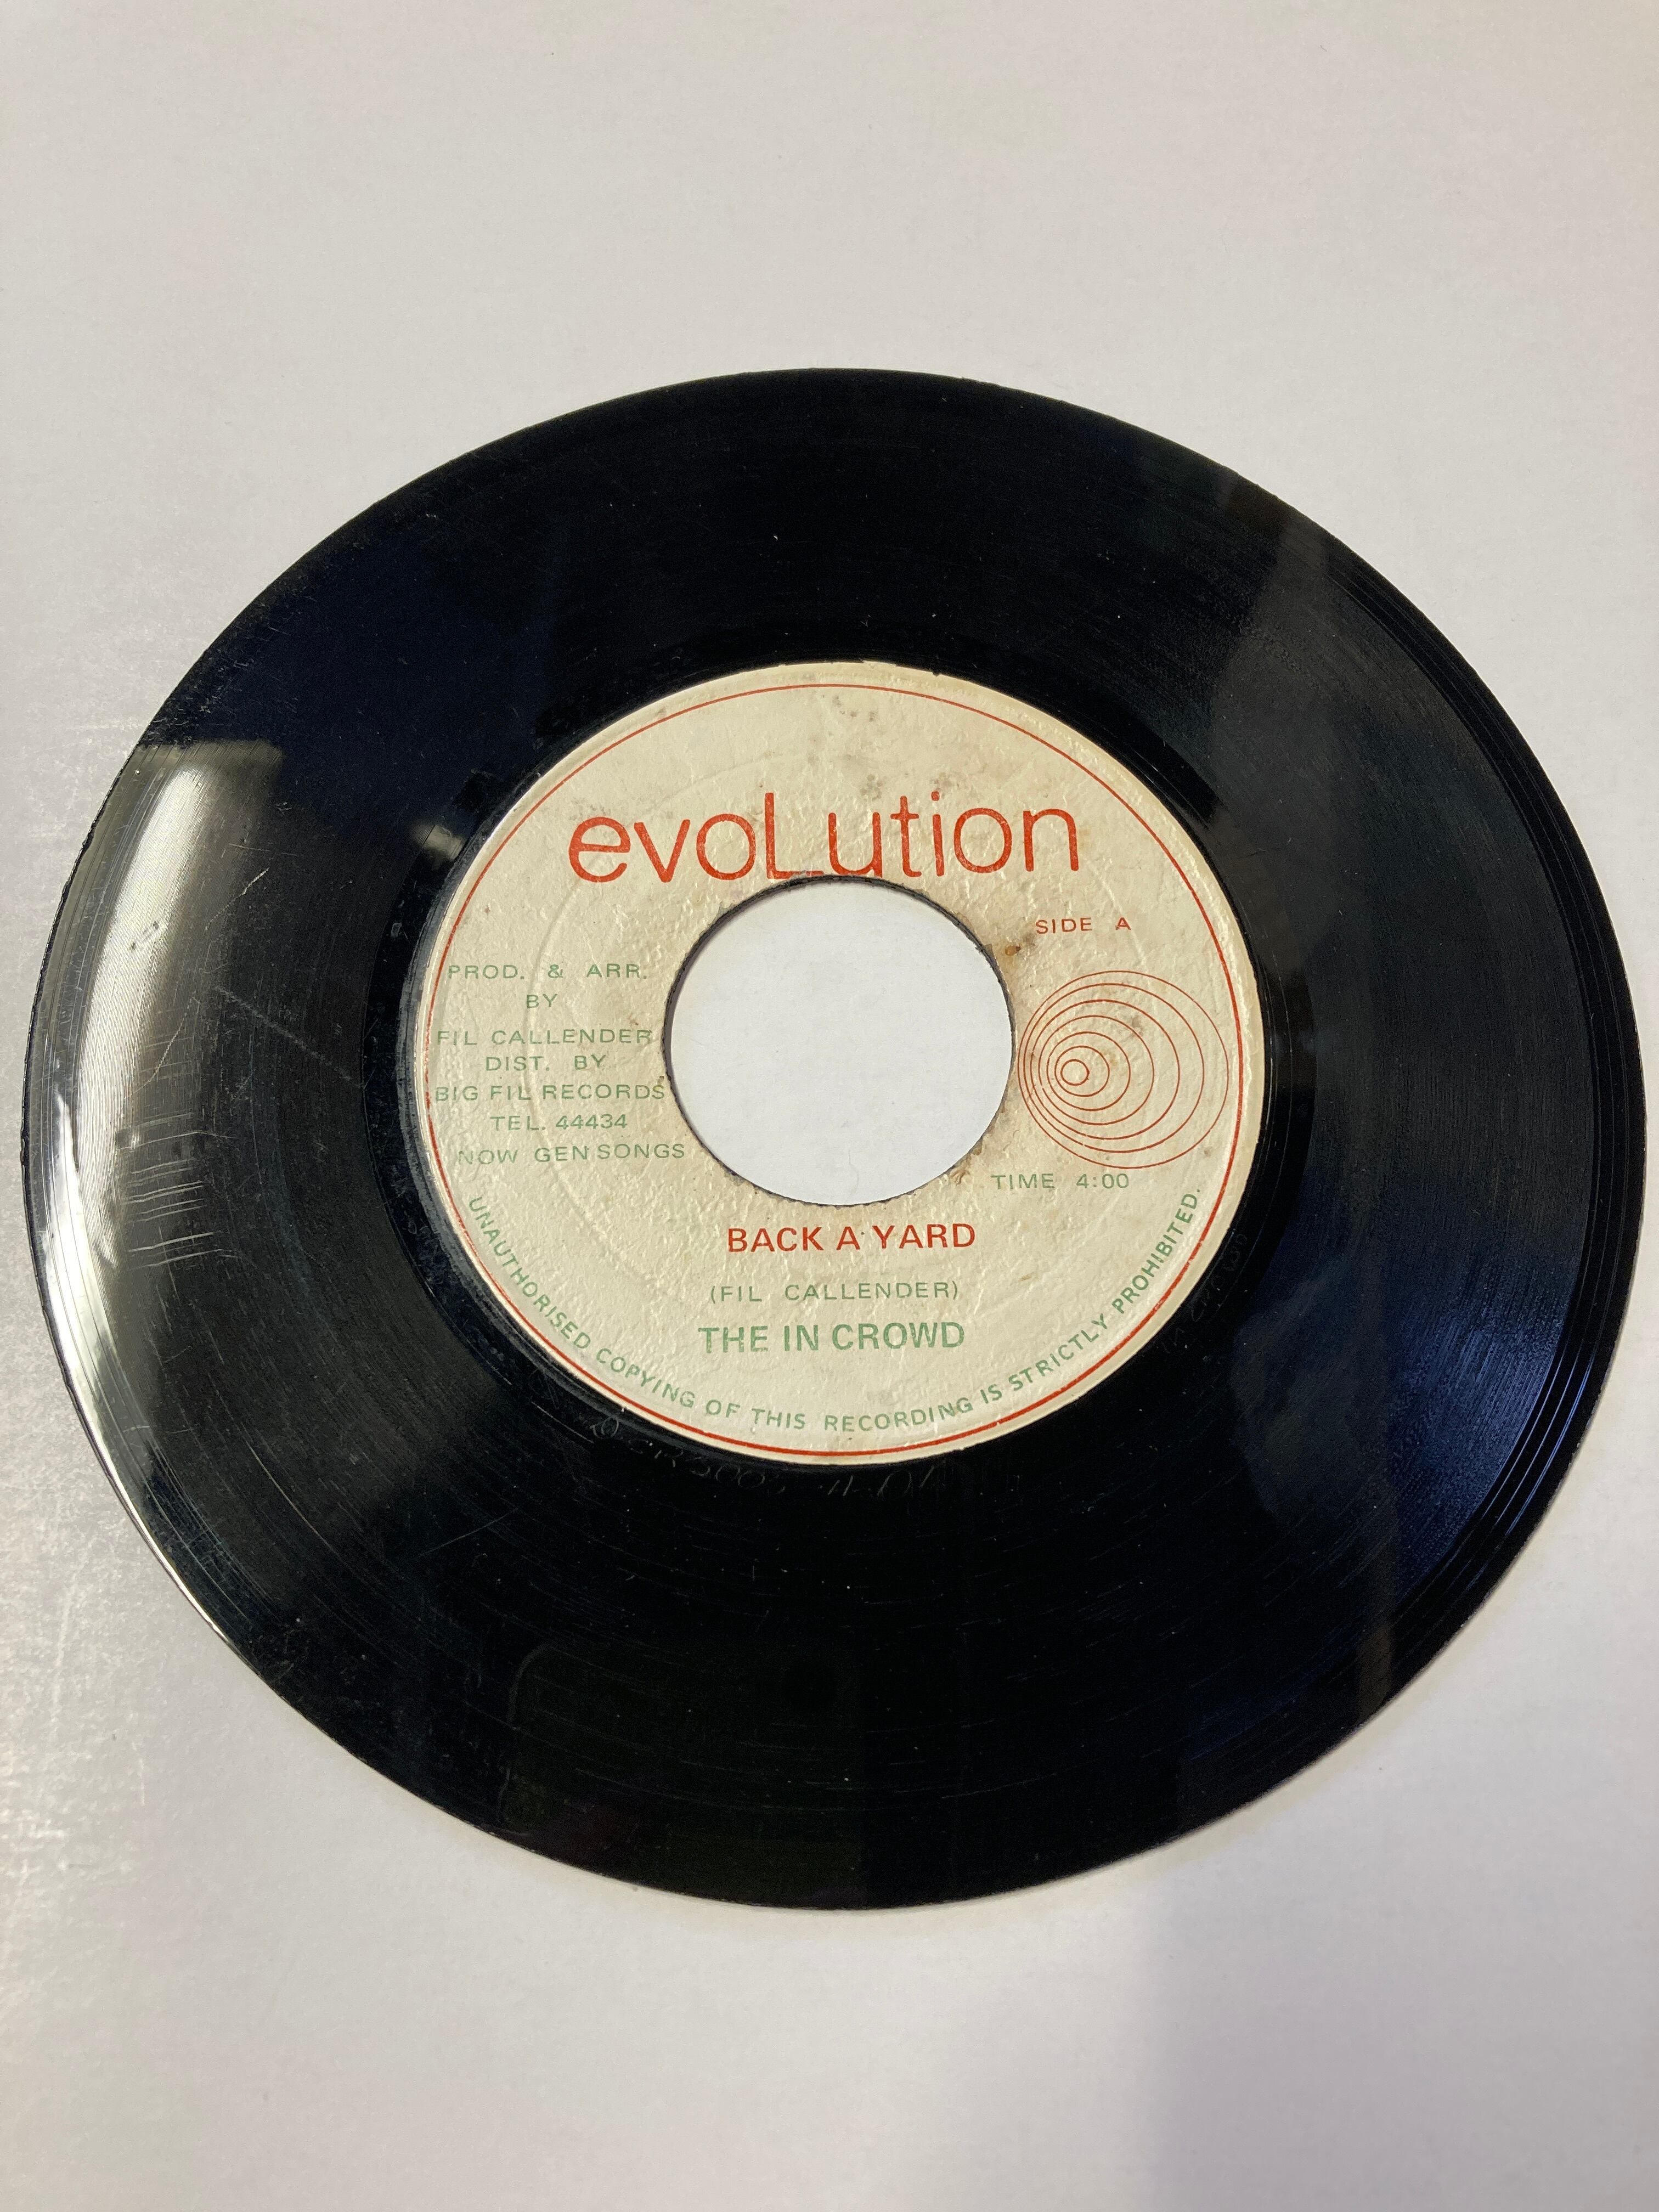 evoLution
SIDE A
PROD. & ARR.
BY
FIL CALLENDER
DIST. BY
BIG FIL RECORDS
TEL. 44434
NOW GEN SONGS
TIME 4:00
BACK A YARD
(FIL CALLENDER)
THE IN CROWD
UNAUTHORISED COPYING OF THIS RECORDING IS STRICTLY PROHIBITED.